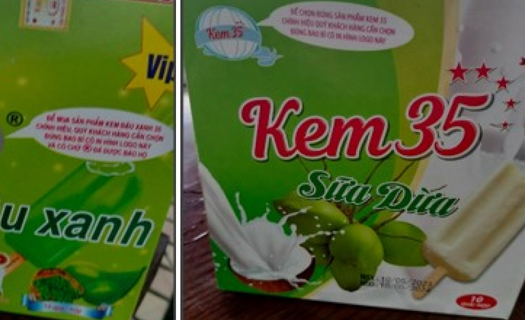 Vip
®
ĐỂ MUA SẢN PHẨM KEM ĐẬU XANH 35
CHÍNH HIỆU, QUÝ KHÁCH HÀNG CẦN CHỌN
ĐÚNG BAO BÌ CÓ IN HÌNH LOGO NÀY
VÀ CÓ CHỮ ® ĐÃ ĐƯỢC BẢO HỘ
u xanh
ĐỂ CHỌN ĐÚNG SẢN PHẨM KEM 35
CHÍNH HIỆU QUÝ KHÁCH HÀNG CẦN CHỌN
ĐÚNG BAO BÌ CÓ IN HÌNH LOGO NÀY
Kem 35
Kem 35
Sữa Dừa
10